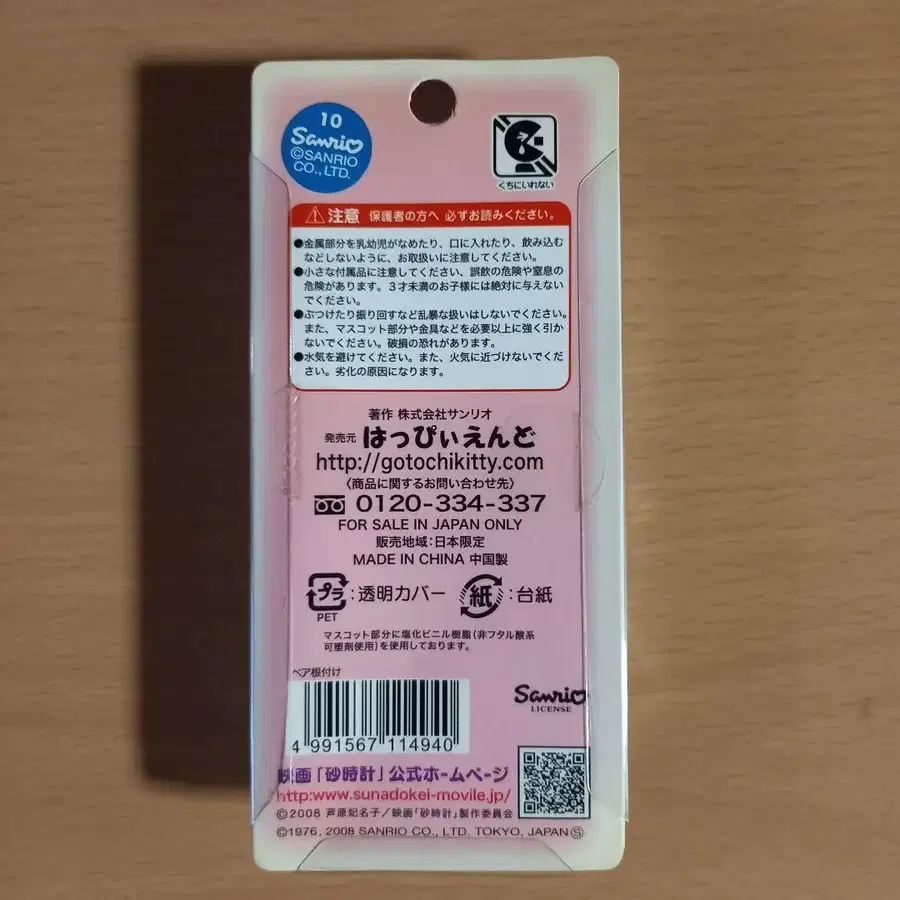 10
Sanrio
©SANRIO
CO., LTD.
くちにいれない
注意 保護者の方へ 必ずお読みください。
●金属部分を乳幼児がなめたり、口に入れたり、飲み込む
などしないように、お取扱いに注意してください。
●小さな付属品に注意してください、誤飲の危険や窒息の
危険があります。3才未満のお子様には絶対に与えない
でください。
●ぶつけたり振り回すなど乱暴な扱いはしないでください。
また、マスコット部分や金具などを必要以上に強く引か
ないでください。破損の恐れがあります。
●水気を避けてください。また、火気に近づけないでくだ
さい。劣化の原因になります。
著作 株式会社サンリオ
発売元 はっぴぃえんど
http://gotochikitty.com
〈商品に関するお問い合わせ先〉
0120-334-337
FOR SALE IN JAPAN ONLY
販売地域:日本限定
MADE IN CHINA 中国製
プラ:透明カバー 紙:台紙
PET
マスコット部分に塩化ビニル樹脂(非フタル酸系
可塑剤使用)を使用しております。
ペア根付け
4 991567 114940
Sanrio
LICENSE
映画「砂時計」公式ホームページ
http:www.sunadokei-movile.jp/
©2008 芦原妃名子/映画「砂時計」製作委員会
©1976, 2008 SANRIO CO., LTD. TOKYO, JAPAN Ⓢ